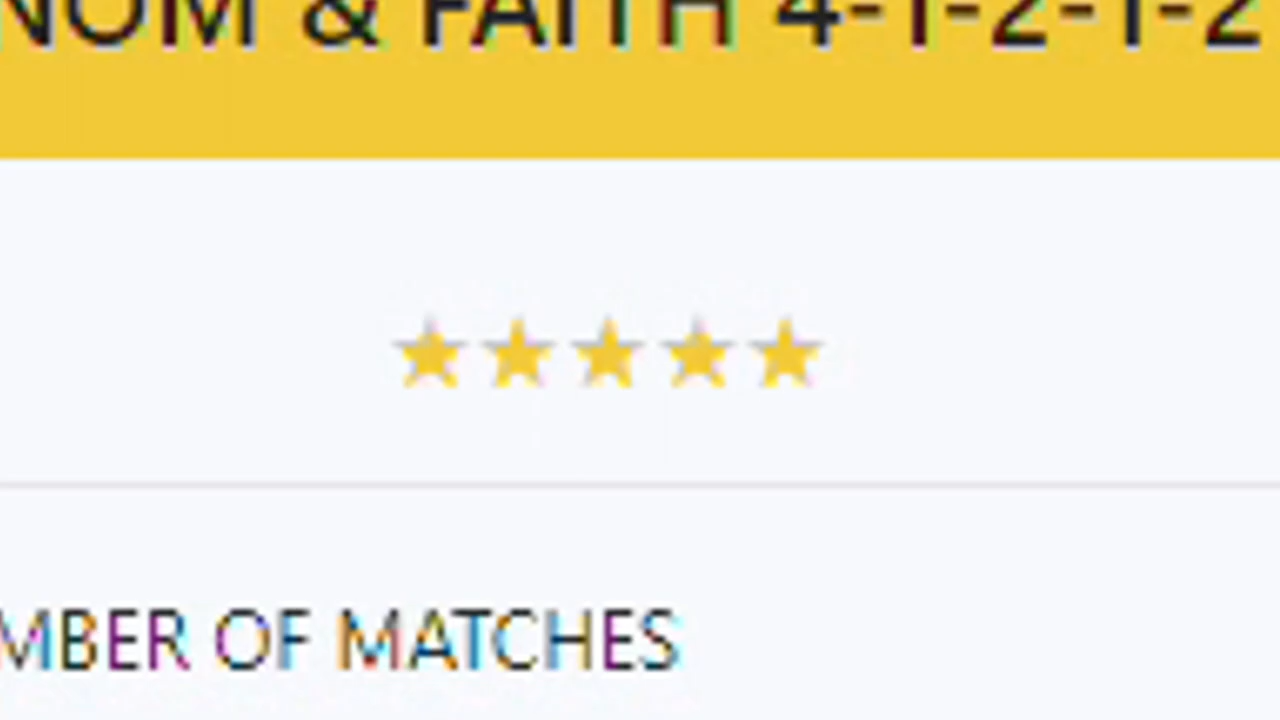 NOM & FAITH 4-1-2-1-2
★★★★★
MBER OF MATCHES